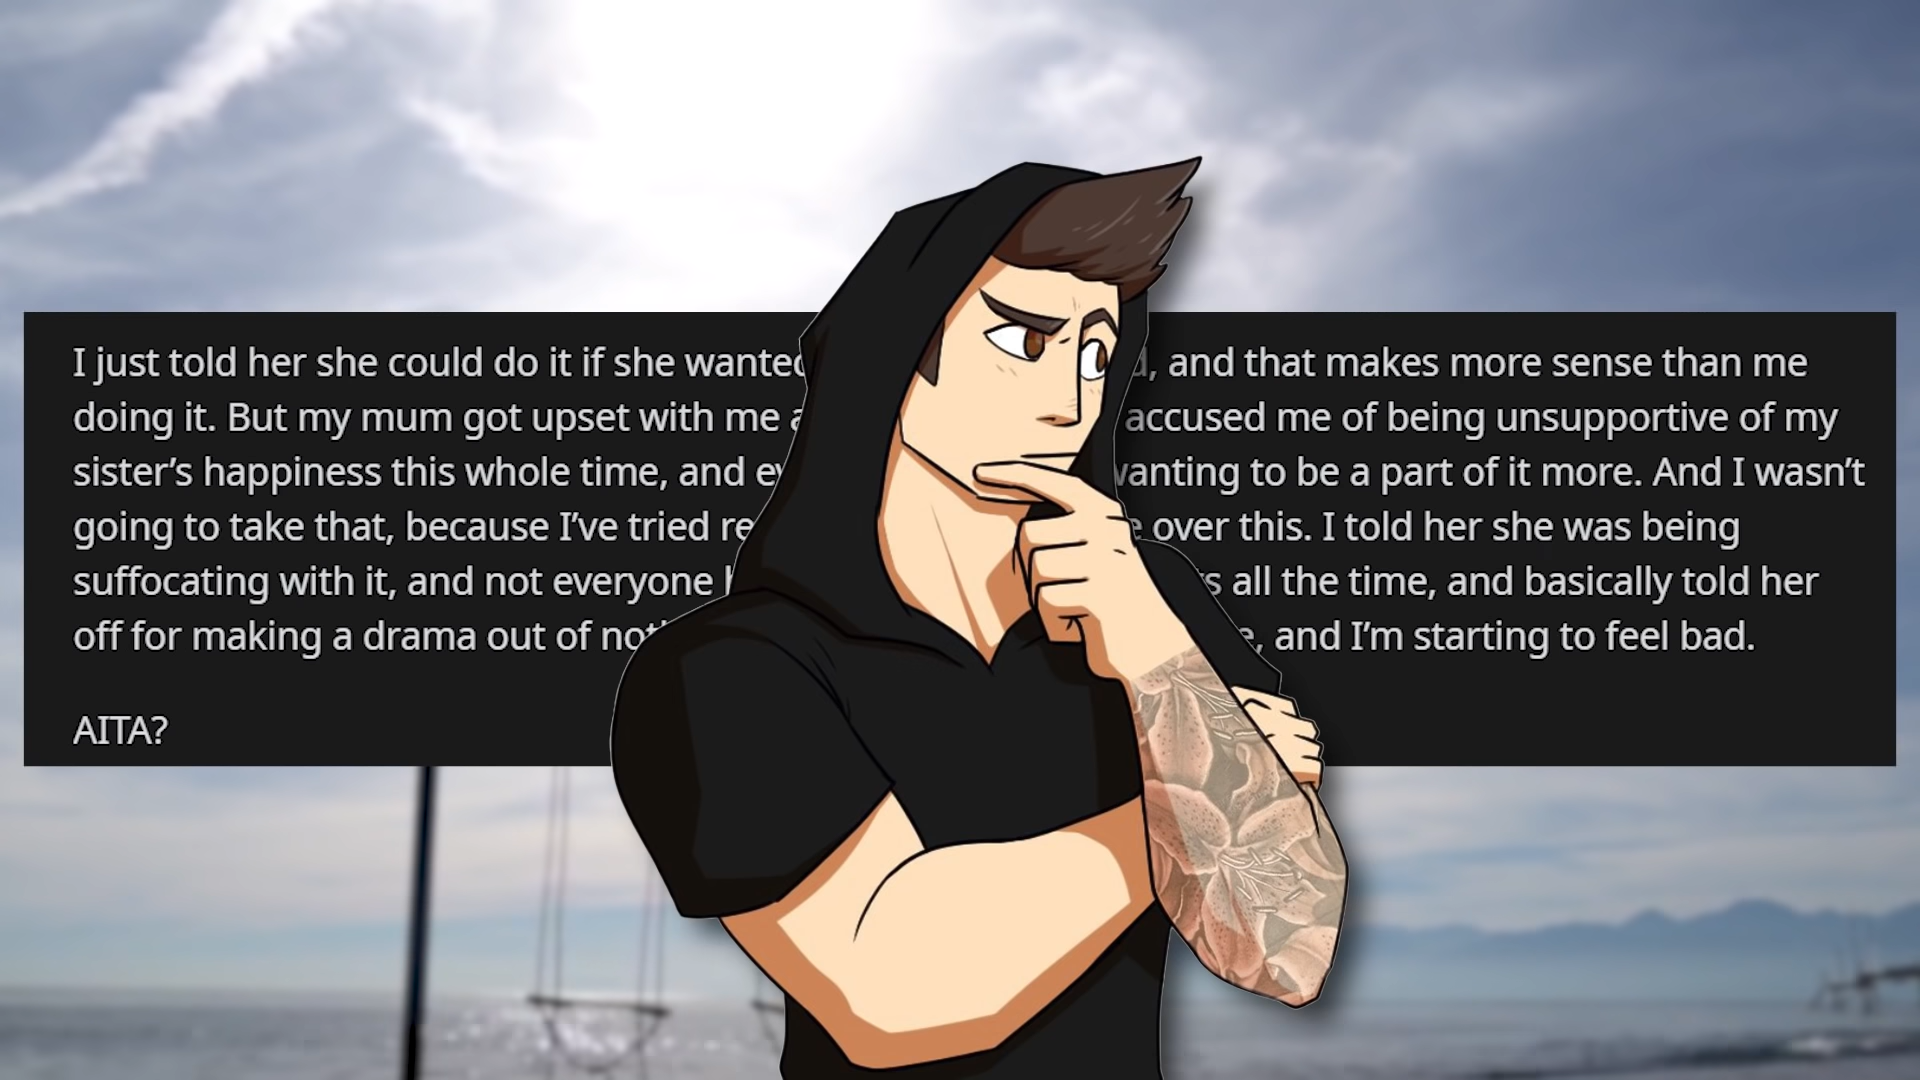 I just told her she could do it if she wanted, and that makes more sense than me
doing it. But my mum got upset with me accused me of being unsupportive of my
sister’s happiness this whole time, and wanting to be a part of it more. And I wasn’t
going to take that, because I’ve tried over this. I told her she was being
suffocating with it, and not everyone all the time, and basically told her
off for making a drama out of and I’m starting to feel bad.
AITA?